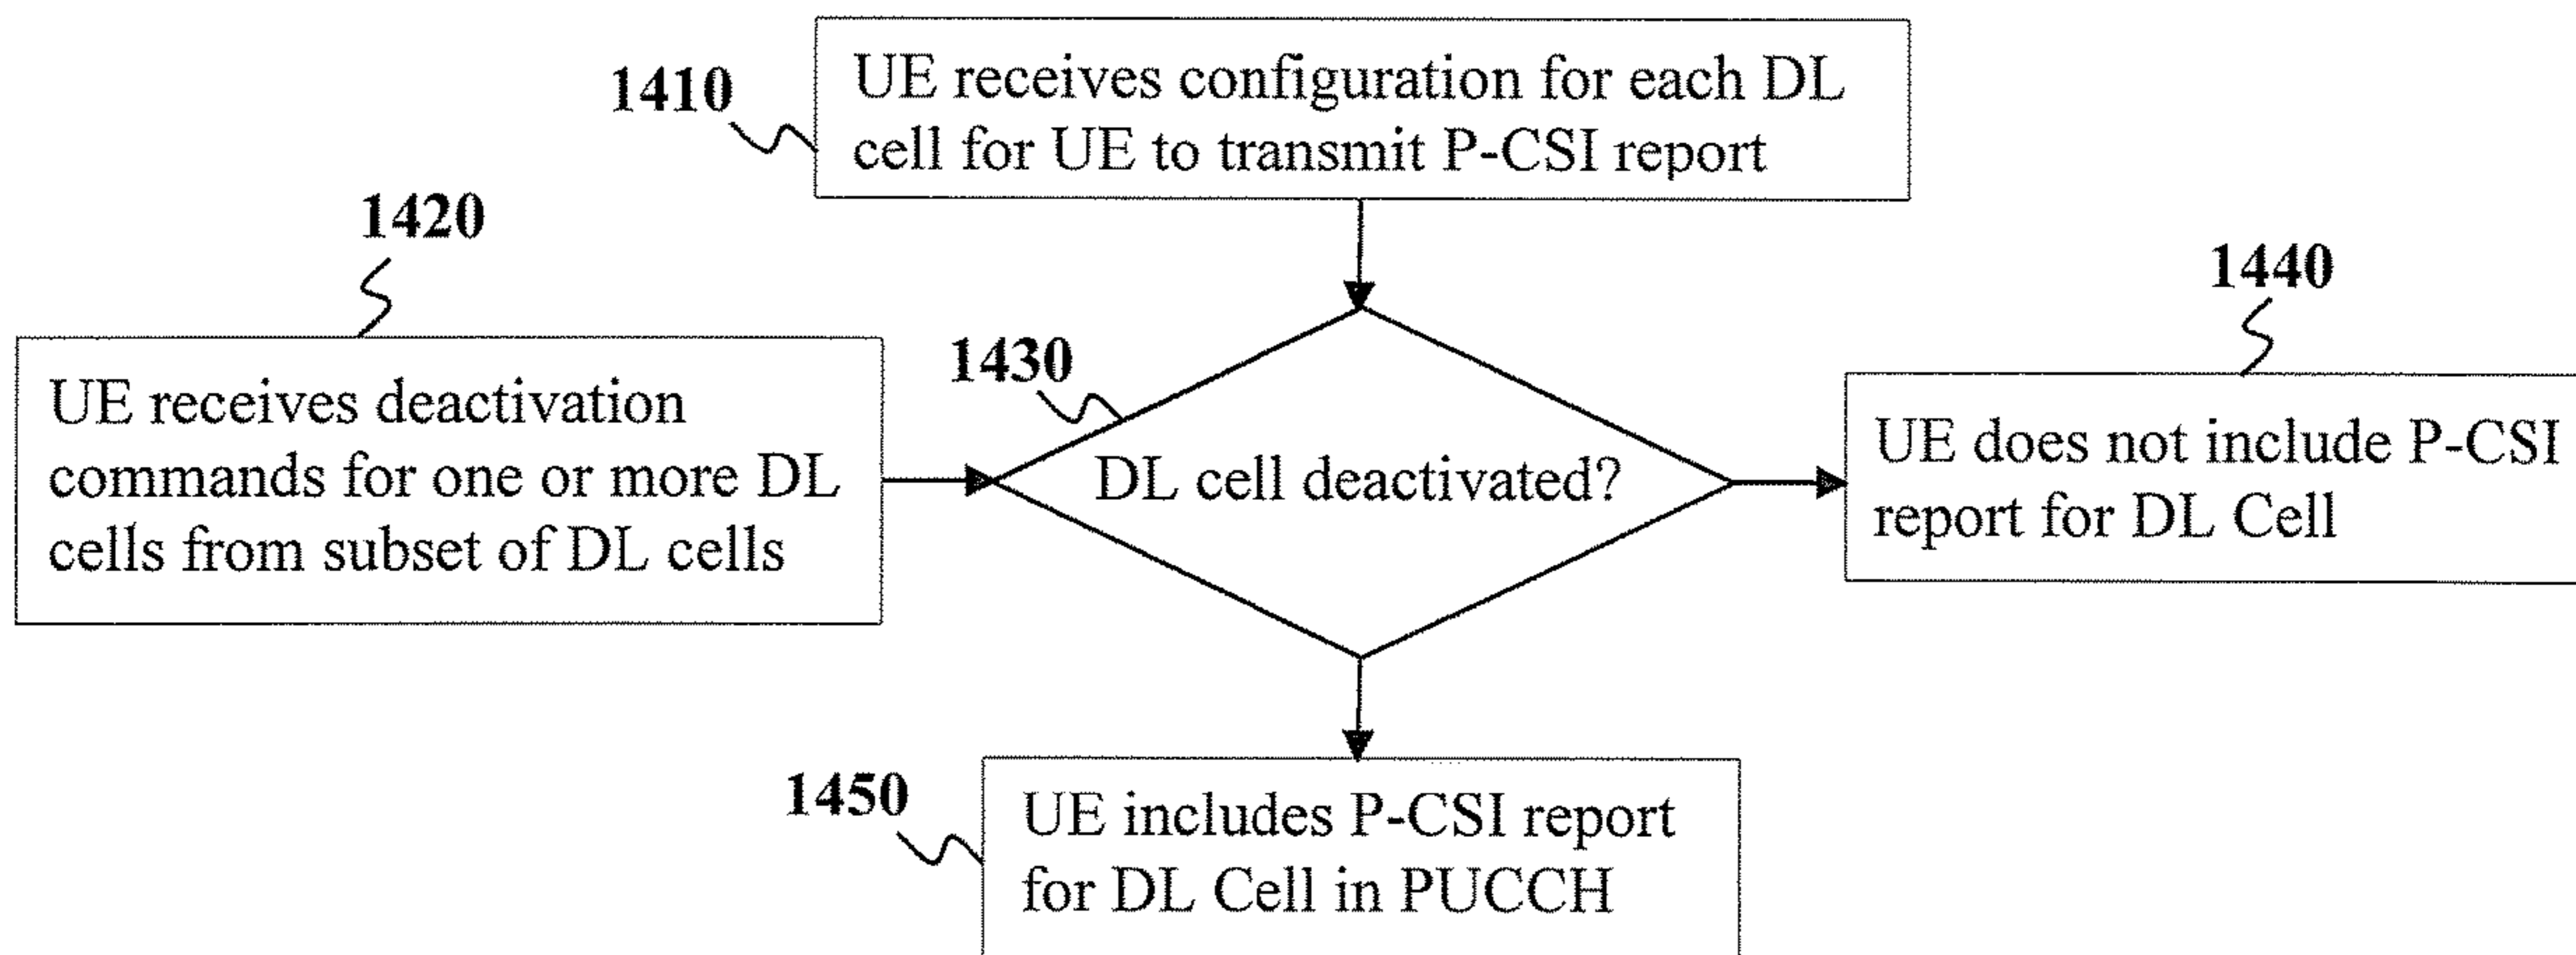 1410
UE receives configuration for each DL
cell for UE to transmit P-CSI report
1420
UE receives deactivation
commands for one or more DL
cells from subset of DL cells
1430
DL cell deactivated?
1440
UE does not include P-CSI
report for DL Cell
1450
UE includes P-CSI report
for DL Cell in PUCCH